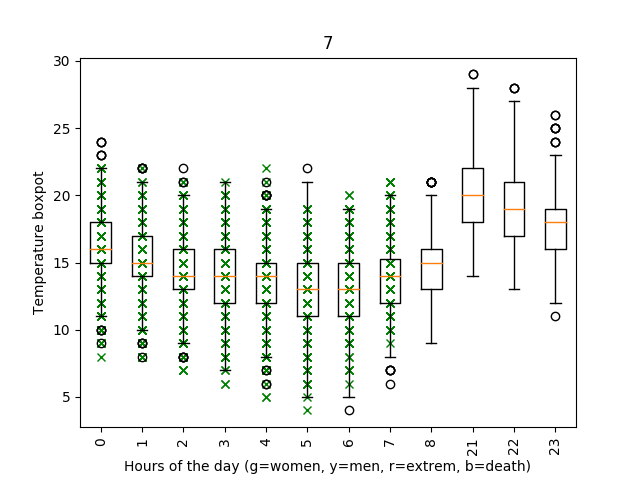 7
30
25
20
15
10
5
Temperature boxpot
0 1 2 3 4 5 6 7 8 21 22 23
Hours of the day (g=women, y=men, r=extrem, b=death)